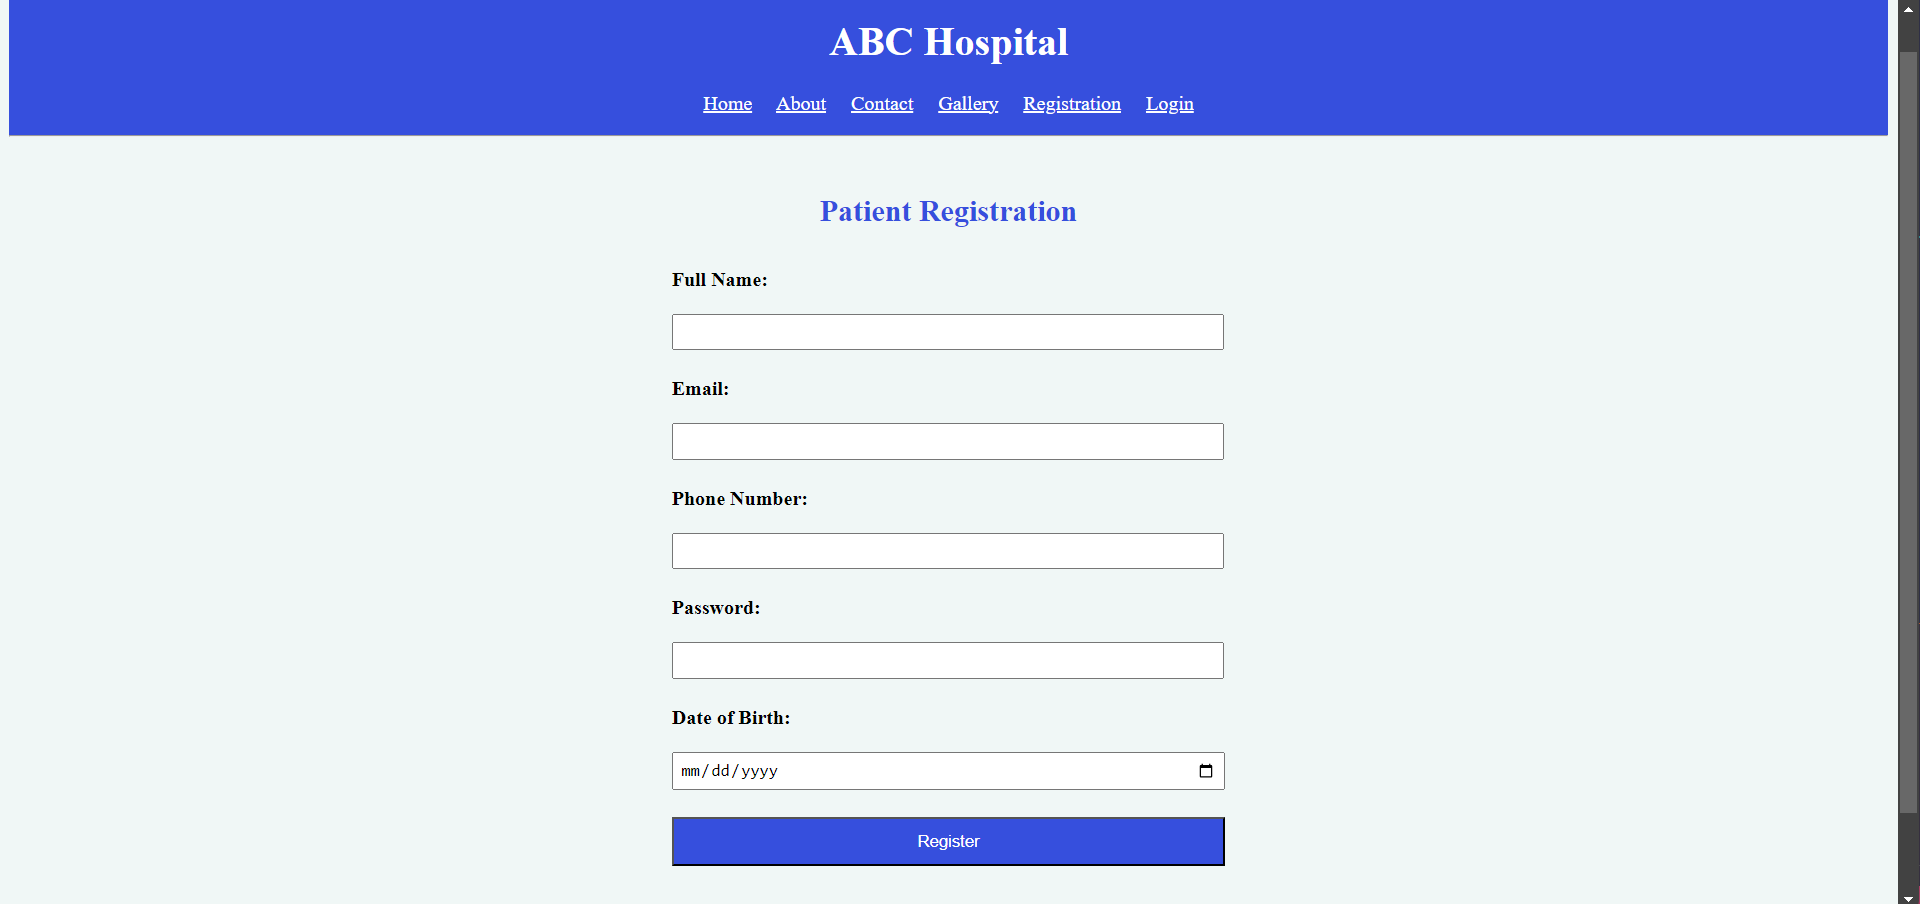 ABC Hospital
Home About Contact Gallery Registration Login
Patient Registration
Full Name:
Email:
Phone Number:
Password:
Date of Birth:
mm/dd/yyyy
Register